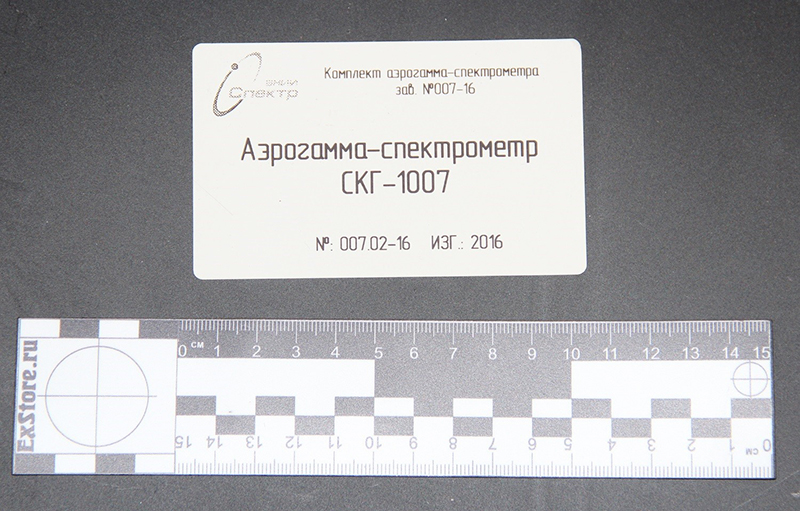 ВНИИ
Спектр
Комплект аэрогамма-спектрометра
зав. №007-16
Аэрогамма-спектрометр
СКГ-1007
№: 007.02-16 ИЗГ.: 2016
ExStore.ru
0 см 1 2 3 4 5 6 7 8 9 10 11 12 13 14 15
15 14 13 12 11 10 9 8 7 6 5 4 3 2 1 см 0